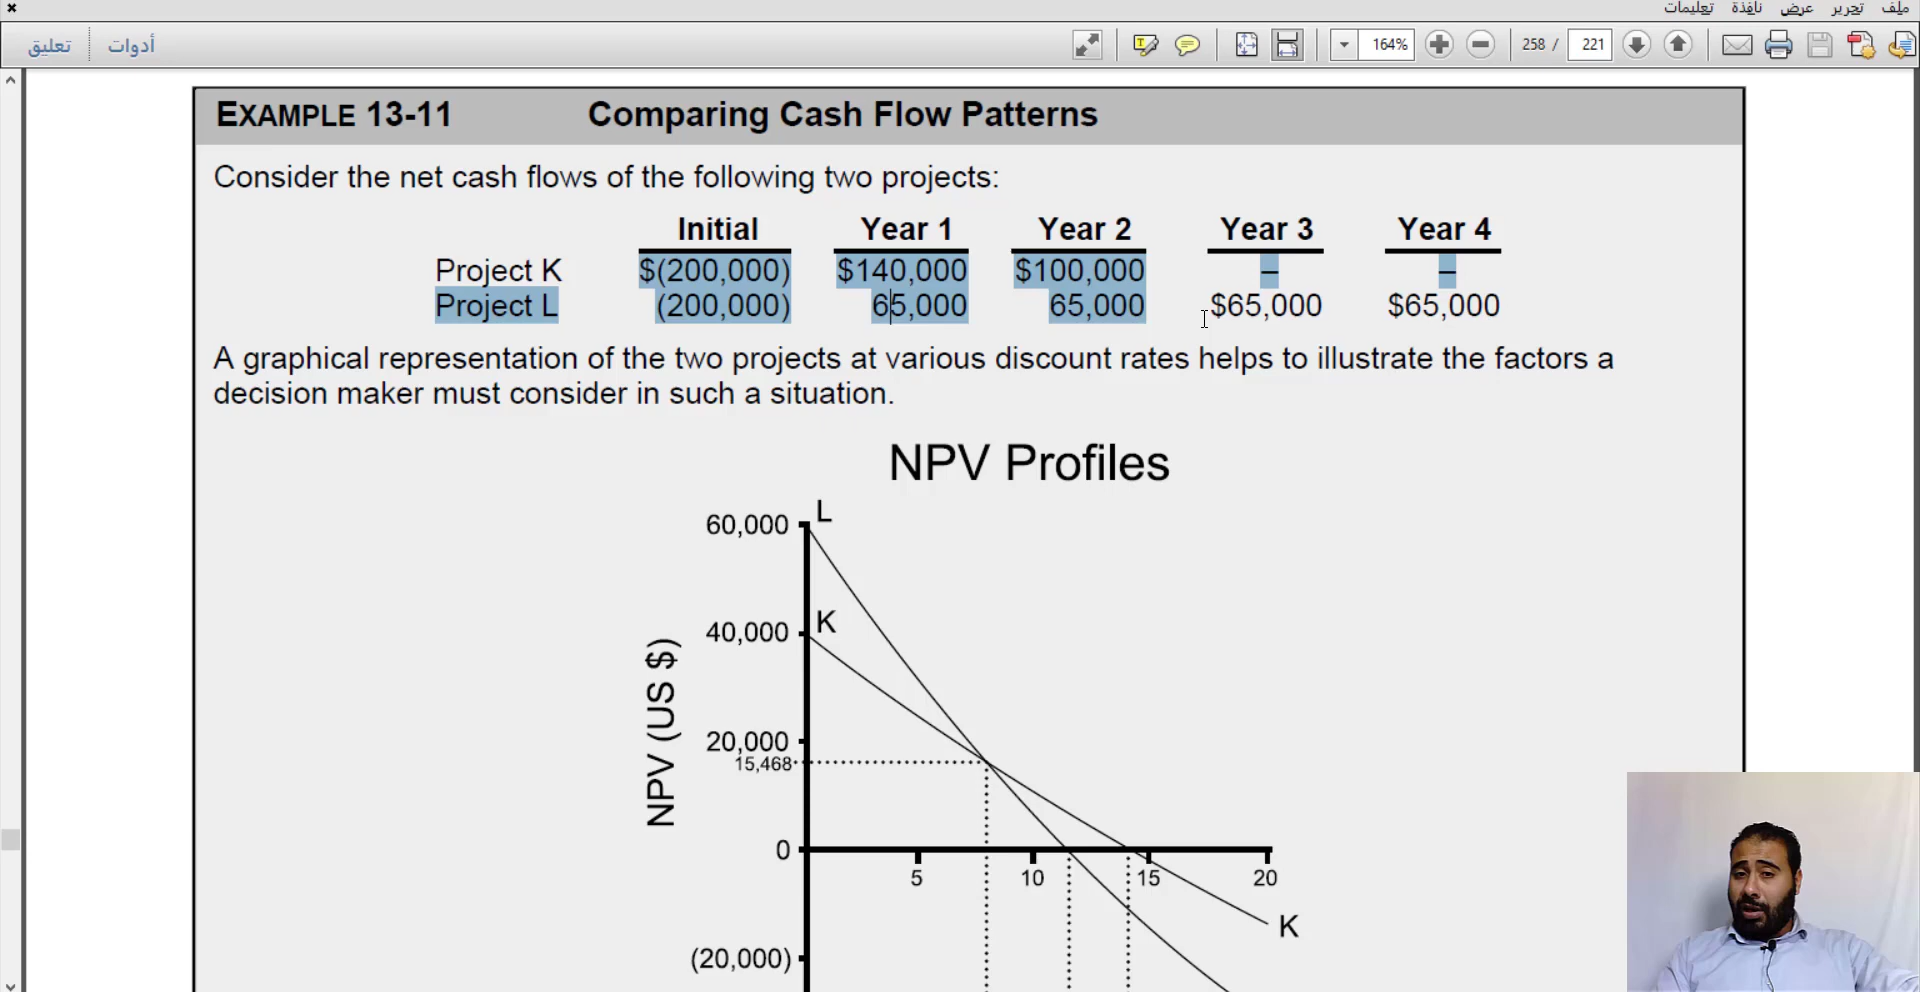 ملف تحرير عرض نافذة تعليمات
أدوات تعليق
164%
258 / 221
EXAMPLE 13-11 Comparing Cash Flow Patterns
Consider the net cash flows of the following two projects:
Initial Year 1 Year 2 Year 3 Year 4
Project K $(200,000) $140,000 $100,000 – –
Project L (200,000) 65,000 65,000 $65,000 $65,000
A graphical representation of the two projects at various discount rates helps to illustrate the factors a
decision maker must consider in such a situation.
NPV Profiles
NPV (US $)
60,000
L
40,000
K
20,000
15,468
0
5 10 15 20
K
(20,000)